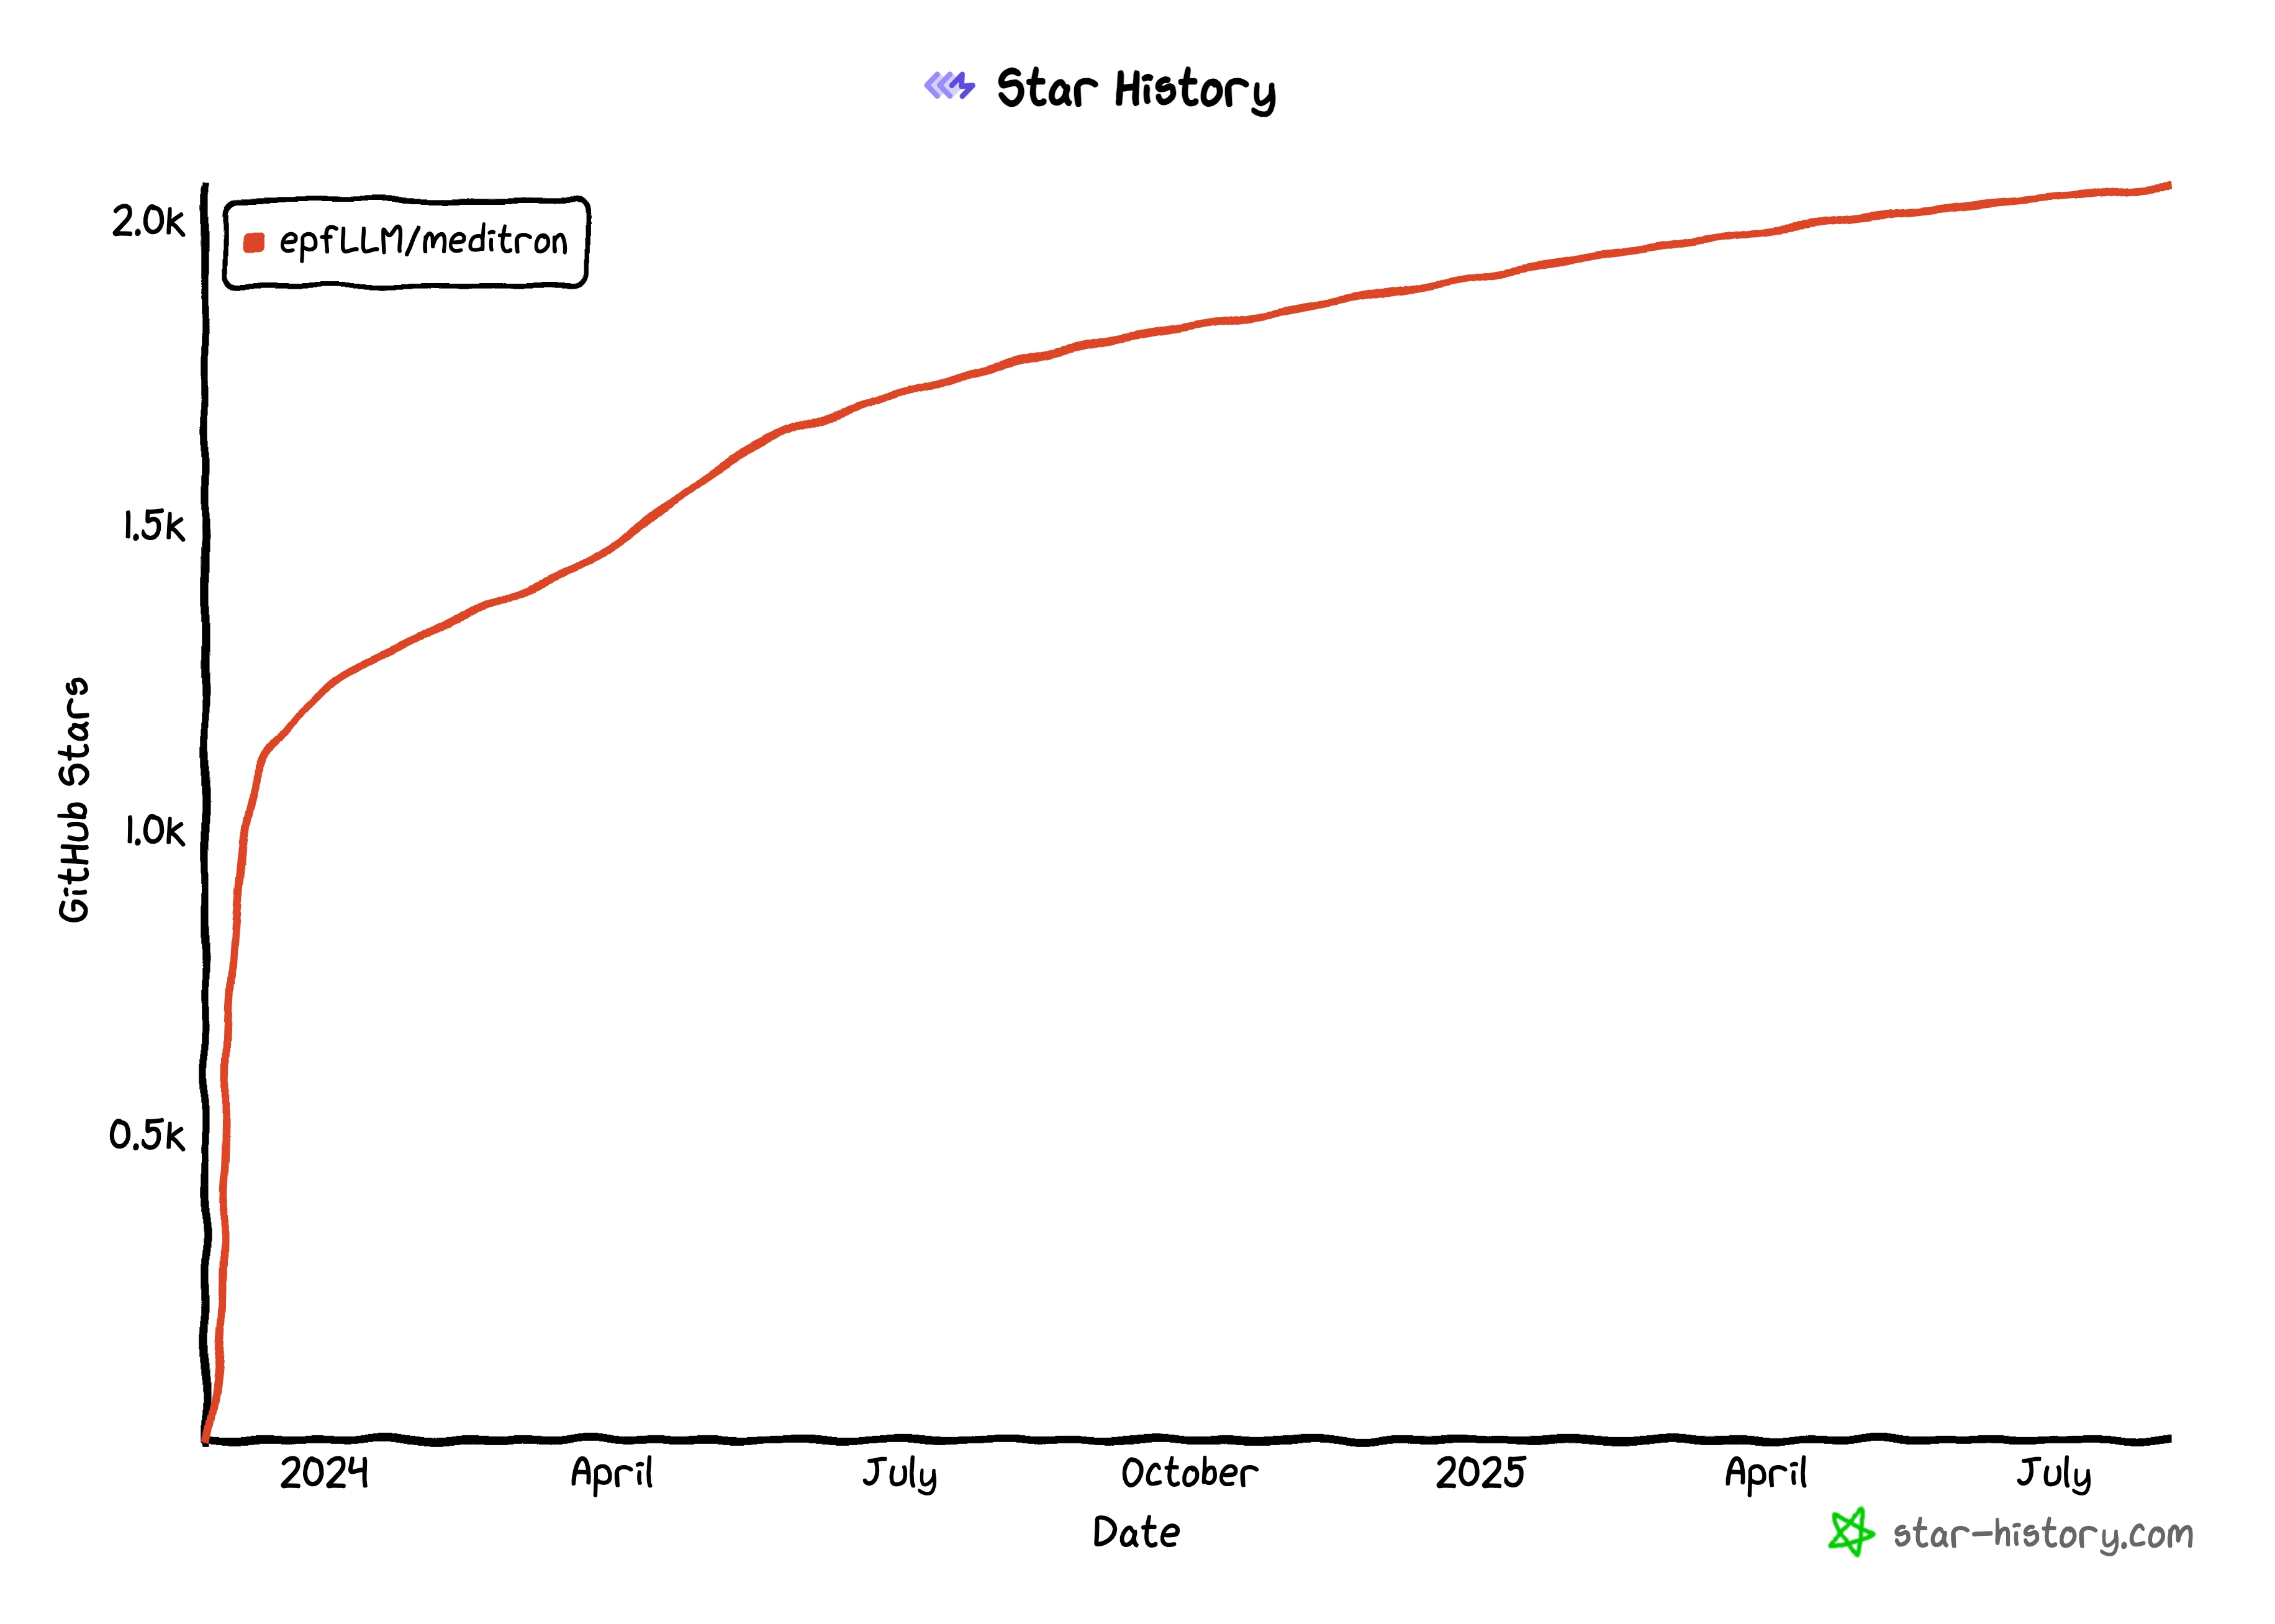 Star History
epfLLM/meditron
2.0k
1.5k
1.0k
0.5k
GitHub Stars
2024 April July October 2025 April July
Date
star-history.com